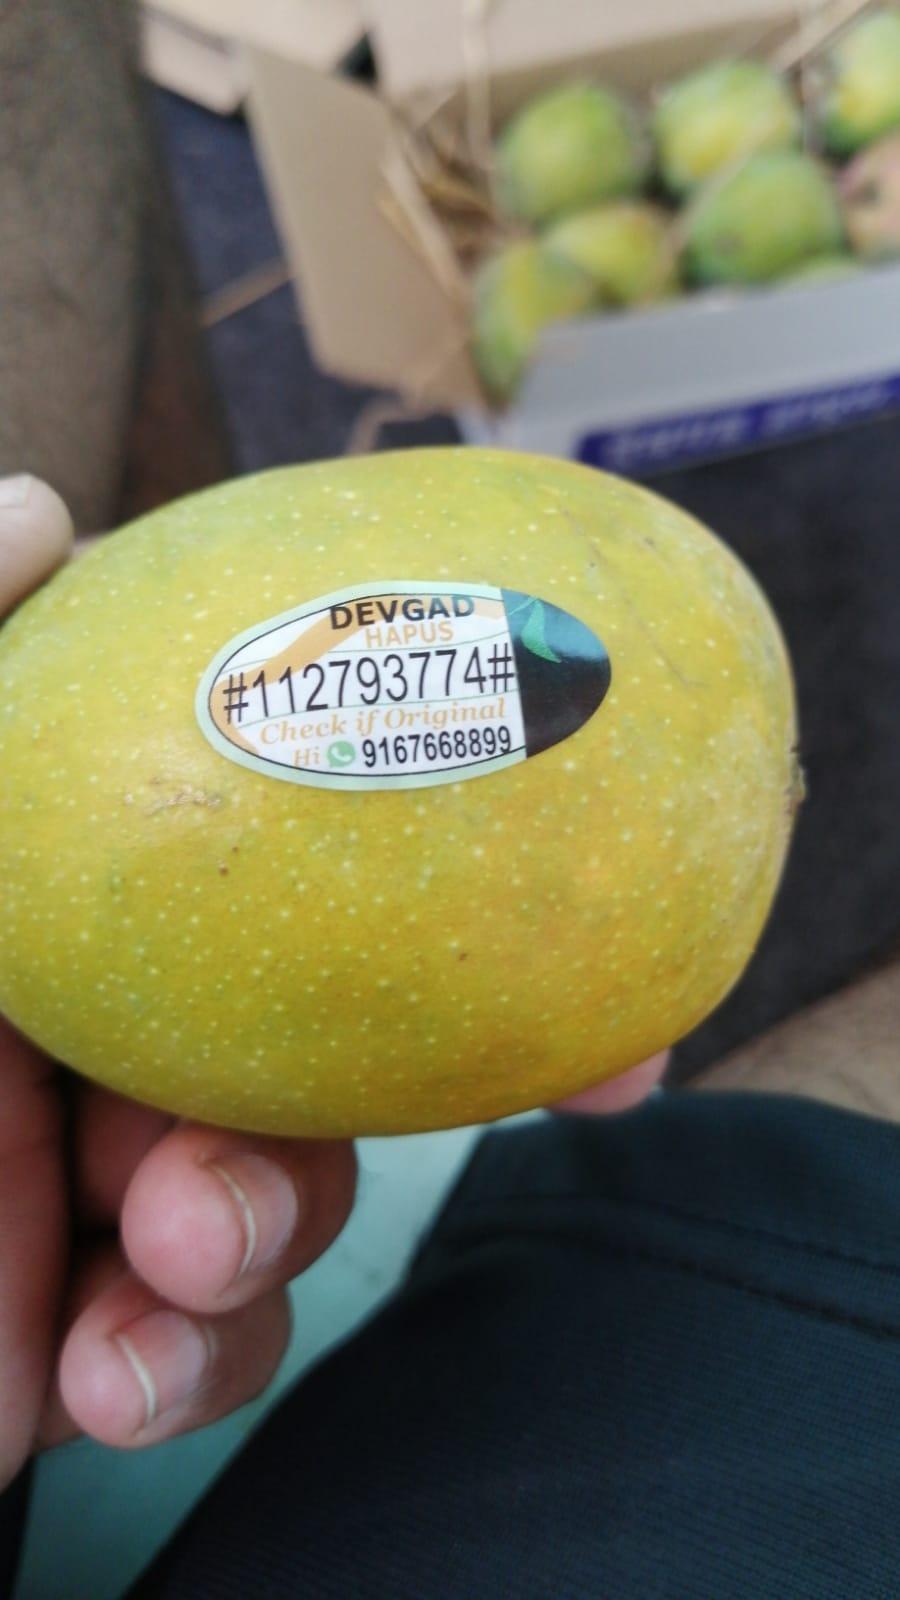 DEVGAD
HAPUS
#112793774#
Check if Original
Hi 9167668899